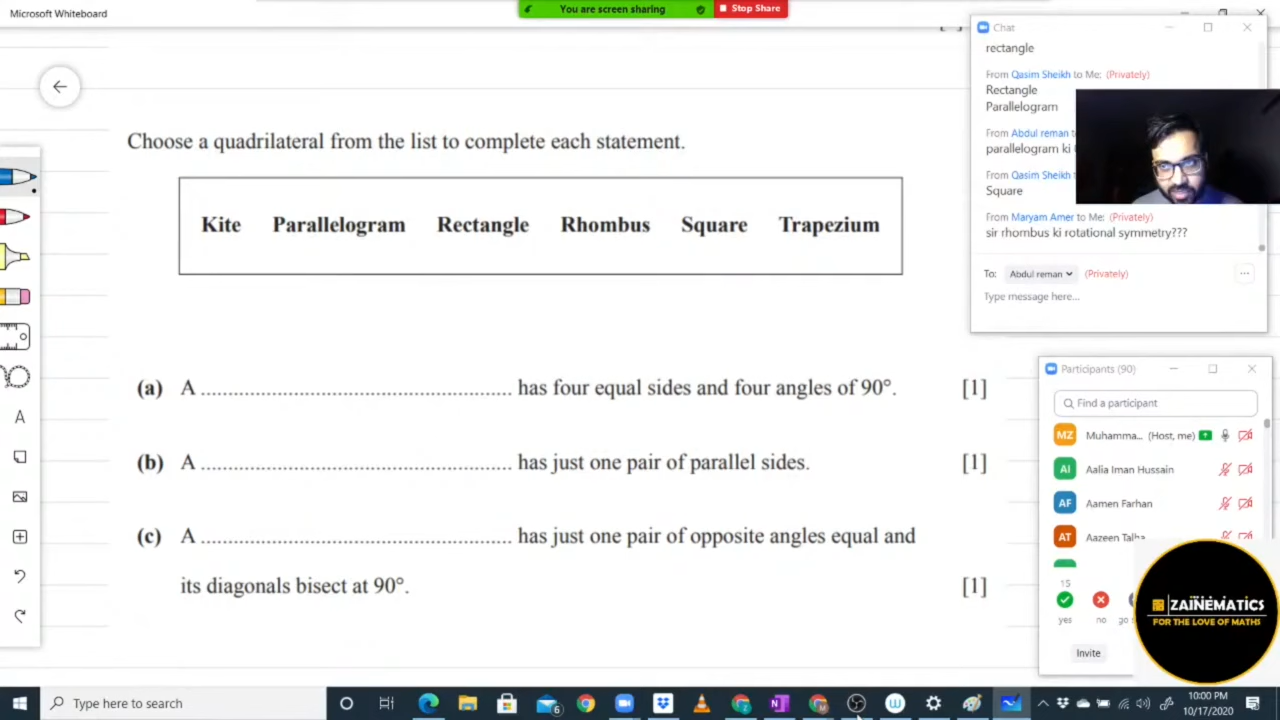 Microsoft Whiteboard
You are screen sharing
Stop Share
Choose a quadrilateral from the list to complete each statement.
Kite Parallelogram Rectangle Rhombus Square Trapezium
(a) A .................................................... has four equal sides and four angles of 90°. [1]
(b) A .................................................... has just one pair of parallel sides. [1]
(c) A .................................................... has just one pair of opposite angles equal and
its diagonals bisect at 90°. [1]
A
Chat
rectangle
From Qasim Sheikh to Me: (Privately)
Rectangle
Parallelogram
From Abdul reman
parallelogram ki
From Qasim Sheikh
Square
From Maryam Amer to Me: (Privately)
sir rhombus ki rotational symmetry???
To: Abdul reman (Privately)
Type message here...
Participants (90)
Find a participant
MZ Muhamma... (Host, me)
AI Aalia Iman Hussain
AF Aamen Farhan
AT Aazeen Talha
15
yes no go
Invite
ZAINEMATICS
FOR THE LOVE OF MATHS
Type here to search
6
10:00 PM
10/17/2020